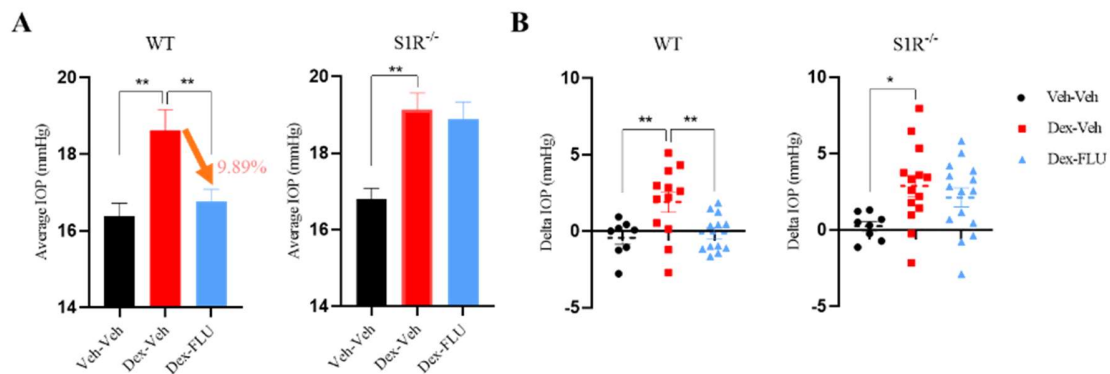 A
B
WT
S1R-/-
WT
S1R-/-
Average IOP (mmHg)
20
18
16
14
**
**
9.89%
Veh-Veh
Dex-Veh
Dex-FLU
Average IOP (mmHg)
20
18
16
14
**
Veh-Veh
Dex-Veh
Dex-FLU
Delta IOP (mmHg)
10
5
0
-5
**
**
Delta IOP (mmHg)
10
5
0
-5
*
Veh-Veh
Dex-Veh
Dex-FLU